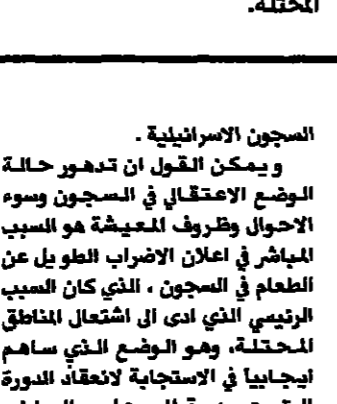 المحتلة.
السجون الاسرائيلية .
و يمكن القول ان تدهور حالة
الوضع الاعتقالي في السجون وسوء
الاحوال وظروف المعيشة هو السبب
المباشر في اعلان الاضراب الطويل عن
الطعام في السجون ، الذي كان السبب
الرئيسي الذي ادى الى اشتعال المناطق
المحتلة، وهو الوضع الذي ساهم
ايجابياً في الاستجابة لانعقاد الدورة